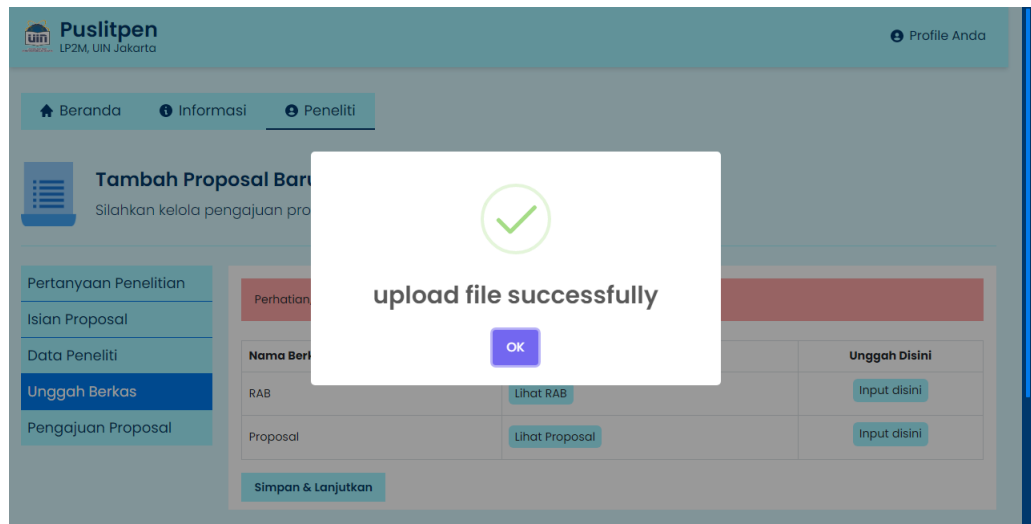 Puslitpen
LP2M, UIN Jakarta
Profile Anda
Beranda
Informasi
Peneliti
Tambah Proposal Baru
Silahkan kelola pengajuan pro
upload file successfully
OK
Pertanyaan Penelitian
Isian Proposal
Data Peneliti
Unggah Berkas
Pengajuan Proposal
Perhatian,
Nama Berk
Unggah Disini
RAB
Lihat RAB
Input disini
Proposal
Lihat Proposal
Input disini
Simpan & Lanjutkan